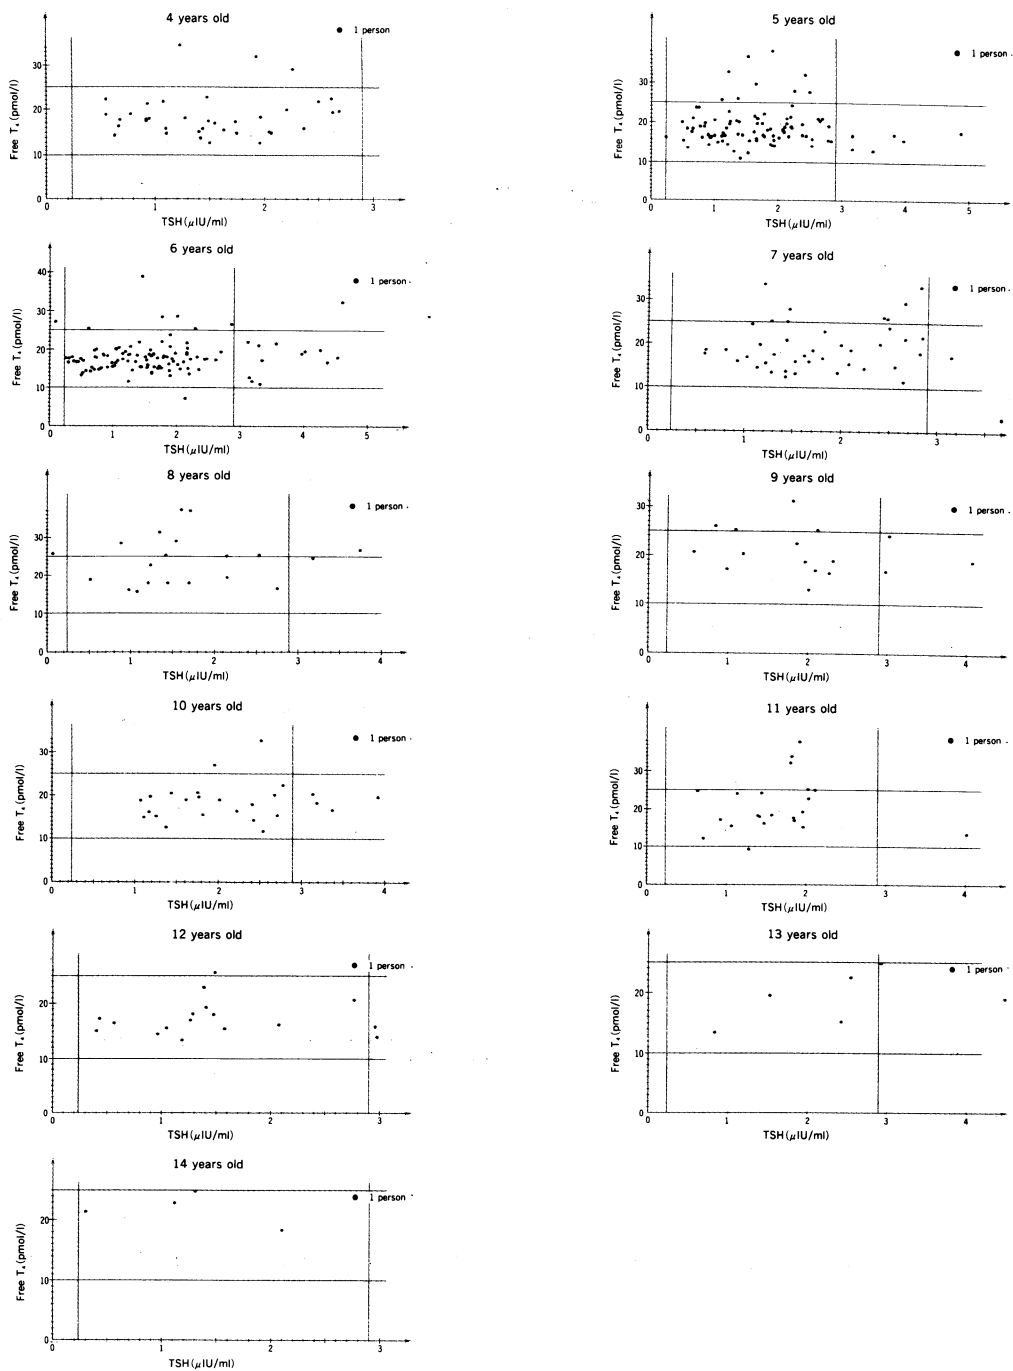 4 years old
1 person
Free T₄ (pmol/l)
30
20
10
0
0 1 2 3
TSH (μIU/ml)
5 years old
1 person
Free T₄ (pmol/l)
30
20
10
0
0 1 2 3 4 5
TSH (μIU/ml)
6 years old
1 person
Free T₄ (pmol/l)
40
30
20
10
0
0 1 2 3 4 5
TSH (μIU/ml)
7 years old
1 person
Free T₄ (pmol/l)
30
20
10
0
0 1 2 3
TSH (μIU/ml)
8 years old
1 person
Free T₄ (pmol/l)
30
20
10
0
0 1 2 3 4
TSH (μIU/ml)
9 years old
1 person
Free T₄ (pmol/l)
30
20
10
0
0 1 2 3 4
TSH (μIU/ml)
10 years old
1 person
Free T₄ (pmol/l)
30
20
10
0
0 1 2 3 4
TSH (μIU/ml)
11 years old
1 person
Free T₄ (pmol/l)
30
20
10
0
0 1 2 3 4
TSH (μIU/ml)
12 years old
1 person
Free T₄ (pmol/l)
20
10
0
0 1 2 3
TSH (μIU/ml)
13 years old
1 person
Free T₄ (pmol/l)
20
10
0
0 1 2 3 4
TSH (μIU/ml)
14 years old
1 person
Free T₄ (pmol/l)
20
10
0
0 1 2 3
TSH (μIU/ml)